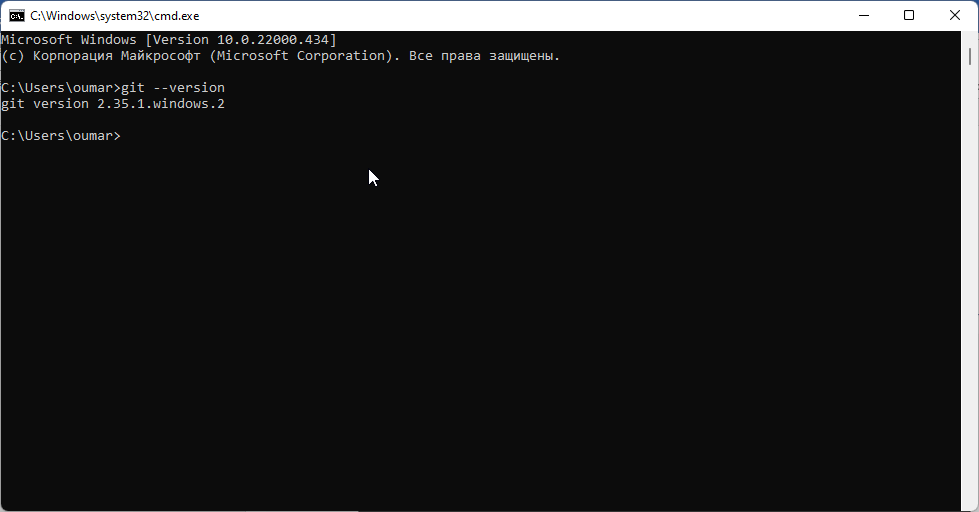 C:\Windows\system32\cmd.exe
Microsoft Windows [Version 10.0.22000.434]
(c) Корпорация Майкрософт (Microsoft Corporation). Все права защищены.
C:\Users\oumar>git --version
git version 2.35.1.windows.2
C:\Users\oumar>